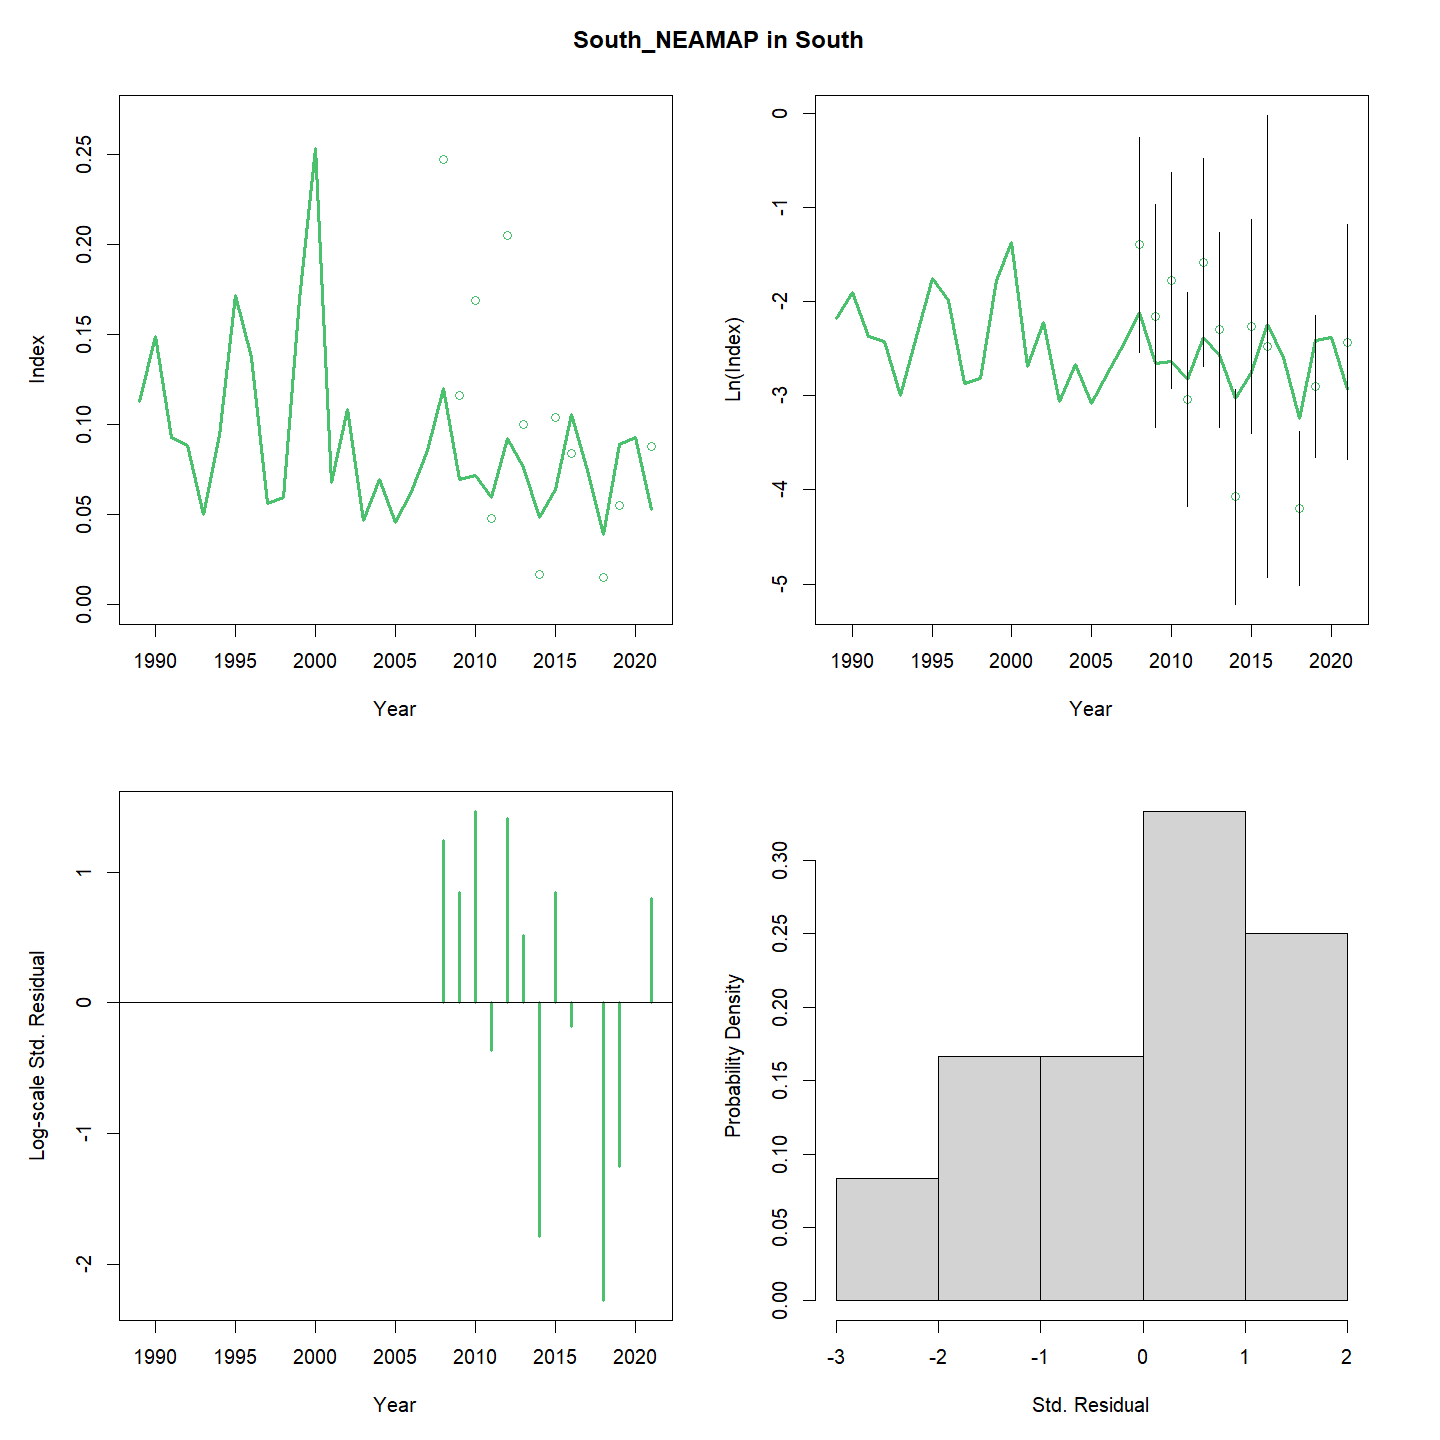 South_NEAMAP in South
Index
0.25
0.20
0.15
0.10
0.05
0.00
1990 1995 2000 2005 2010 2015 2020
Year
Ln(Index)
0
-1
-2
-3
-4
-5
1990 1995 2000 2005 2010 2015 2020
Year
Log-scale Std. Residual
1
0
-1
-2
1990 1995 2000 2005 2010 2015 2020
Year
Probability Density
0.30
0.25
0.20
0.15
0.10
0.05
0.00
-3 -2 -1 0 1 2
Std. Residual